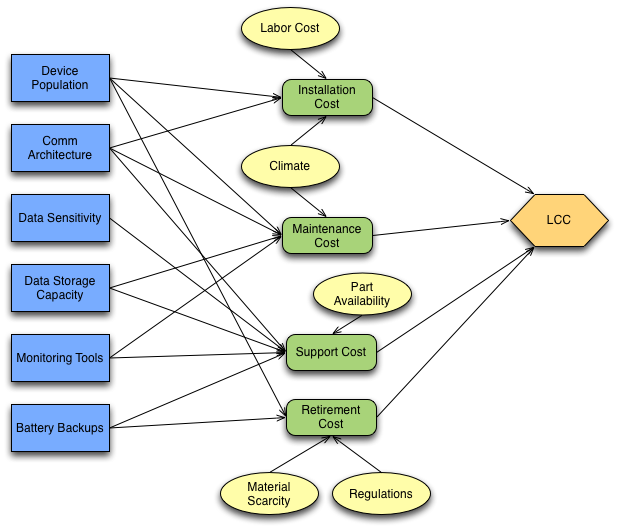 Labor Cost
Device
Population
Installation
Cost
Comm
Architecture
Climate
Data Sensitivity
Maintenance
Cost
LCC
Data Storage
Capacity
Part
Availability
Monitoring Tools
Support Cost
Battery Backups
Retirement
Cost
Material
Scarcity
Regulations